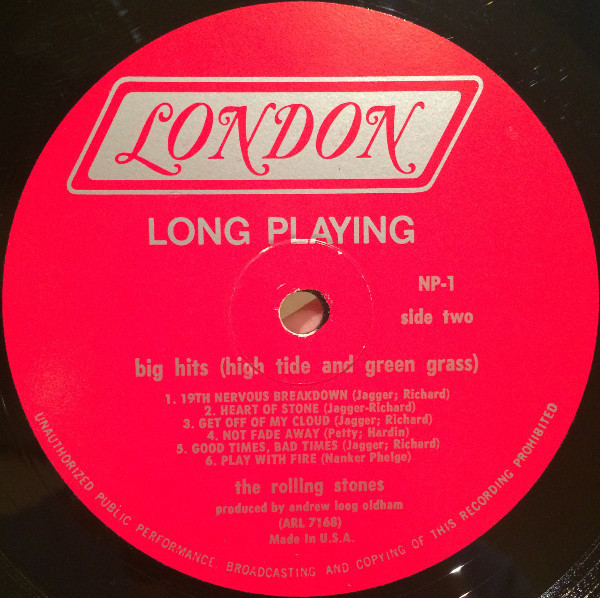 LONDON
LONG PLAYING
NP-1
side two
big hits (high tide and green grass)
1. 19TH NERVOUS BREAKDOWN (Jagger; Richard)
2. HEART OF STONE (Jagger-Richard)
3. GET OFF OF MY CLOUD (Jagger; Richard)
4. NOT FADE AWAY (Petty; Hardin)
5. GOOD TIMES, BAD TIMES (Jagger; Richard)
6. PLAY WITH FIRE (Nanker Phelge)
the rolling stones
produced by andrew loog oldham
(ARL 7168)
Made In U.S.A.
UNAUTHORIZED PUBLIC PERFORMANCE, BROADCASTING AND COPYING OF THIS RECORDING PROHIBITED